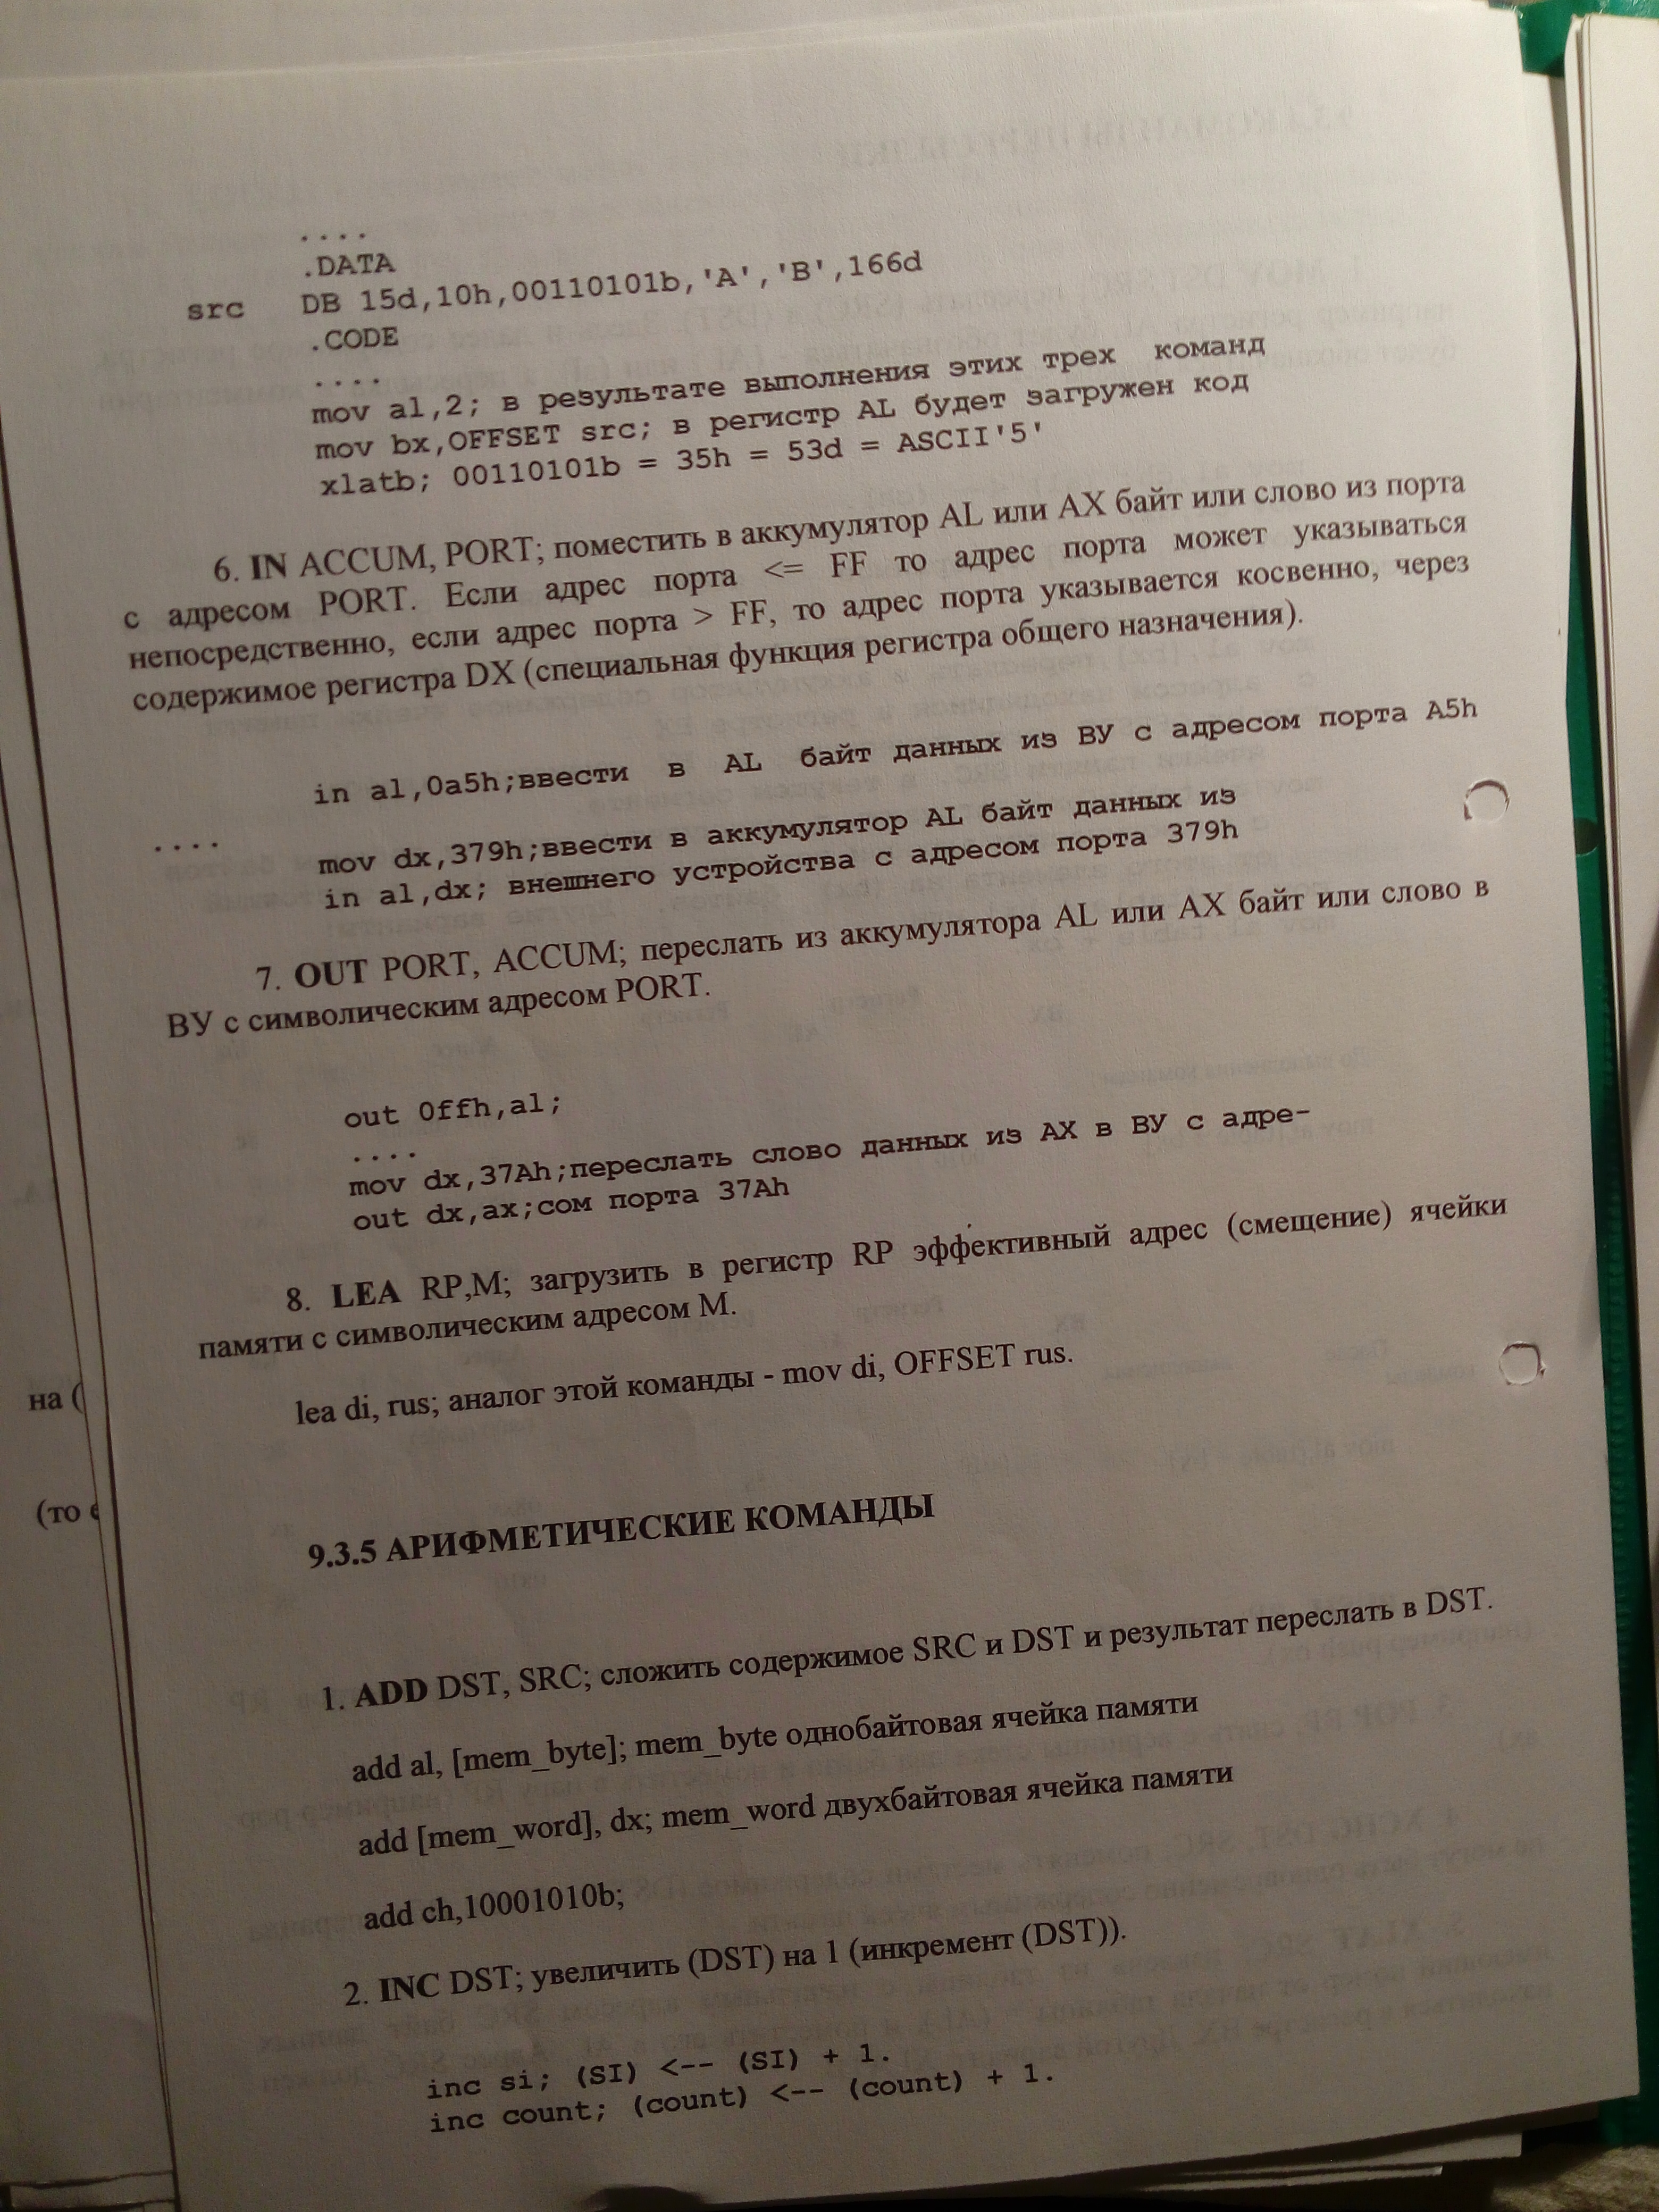 ....
.DATA
src DB 15d,10h,00110101b,'A','B',166d
.CODE
....
mov al,2; в результате выполнения этих трех команд
mov bx,OFFSET src; в регистр AL будет загружен код
xlatb; 00110101b = 35h = 53d = ASCII'5'
6. IN ACCUM, PORT; поместить в аккумулятор AL или AX байт или слово из порта
с адресом PORT. Если адрес порта <= FF то адрес порта может указываться
непосредственно, если адрес порта > FF, то адрес порта указывается косвенно, через
содержимое регистра DX (специальная функция регистра общего назначения).
in al,0a5h;ввести в AL байт данных из ВУ с адресом порта A5h
....
mov dx,379h;ввести в аккумулятор AL байт данных из
in al,dx; внешнего устройства с адресом порта 379h
7. OUT PORT, ACCUM; переслать из аккумулятора AL или AX байт или слово в
ВУ с символическим адресом PORT.
out 0ffh,al;
....
mov dx,37Ah;переслать слово данных из AX в ВУ с адре-
out dx,ax;сом порта 37Ah
8. LEA RP,M; загрузить в регистр RP эффективный адрес (смещение) ячейки
памяти с символическим адресом М.
lea di, rus; аналог этой команды - mov di, OFFSET rus.
на (
(то
9.3.5 АРИФМЕТИЧЕСКИЕ КОМАНДЫ
1. ADD DST, SRC; сложить содержимое SRC и DST и результат переслать в DST.
add al, [mem_byte]; mem_byte однобайтовая ячейка памяти
add [mem_word], dx; mem_word двухбайтовая ячейка памяти
add ch,10001010b;
2. INC DST; увеличить (DST) на 1 (инкремент (DST)).
inc si; (SI) <-- (SI) + 1.
inc count; (count) <-- (count) + 1.